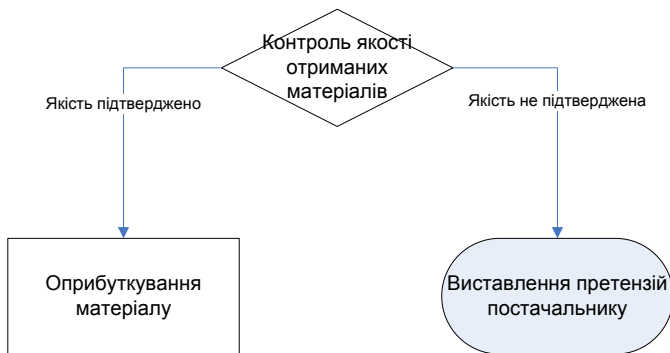 Контроль якості
отриманих
матеріалів
Якість підтверджено
Якість не підтверджена
Оприбуткування
матеріалу
Виставлення претензій
постачальнику